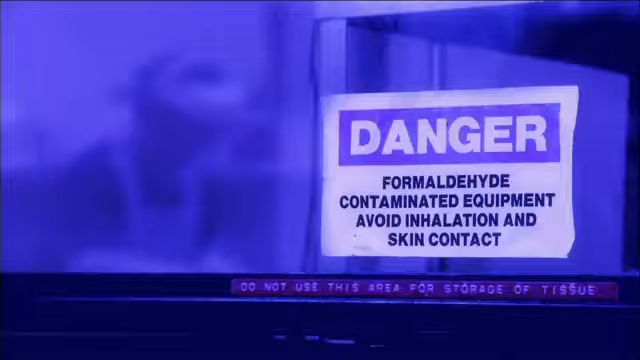 DANGER
FORMALDEHYDE
CONTAMINATED EQUIPMENT
AVOID INHALATION AND
SKIN CONTACT
DO NOT USE THIS AREA FOR STORAGE OF TISSUE